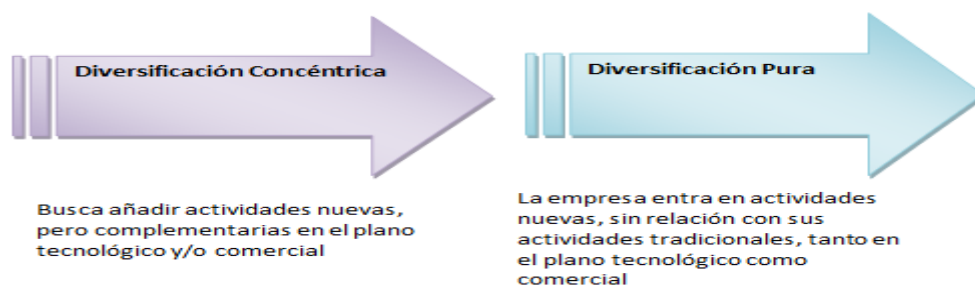 Diversificación Concéntrica
Busca añadir actividades nuevas,
pero complementarias en el plano
tecnológico y/o comercial
Diversificación Pura
La empresa entra en actividades
nuevas, sin relación con sus
actividades tradicionales, tanto en
el plano tecnológico como
comercial